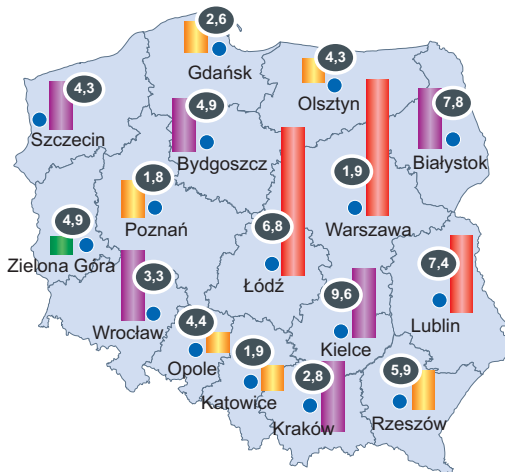 2,6
Gdańsk
4,3
Olsztyn
4,3
Szczecin
4,9
Bydgoszcz
7,8
Białystok
1,8
Poznań
1,9
Warszawa
4,9
Zielona Góra
6,8
Łódź
7,4
Lublin
3,3
Wrocław
9,6
Kielce
4,4
Opole
1,9
Katowice
2,8
Kraków
5,9
Rzeszów